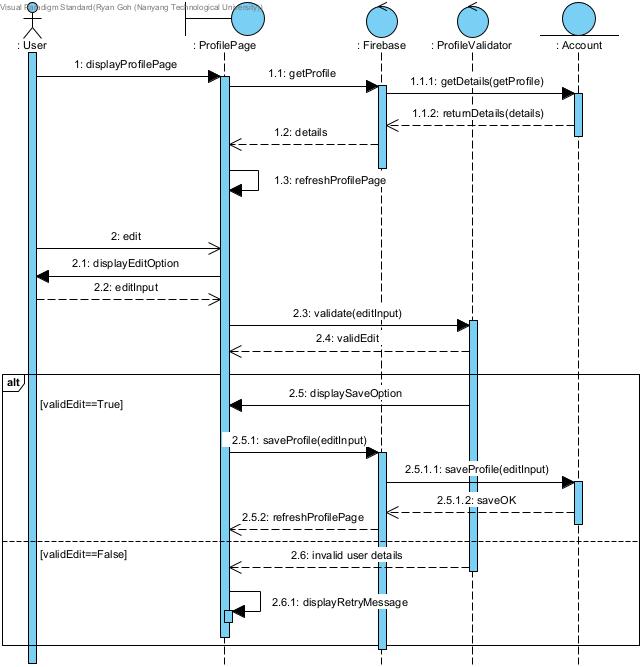 Visual Paradigm Standard(Ryan Goh (Nanyang Technological University))
: User
: ProfilePage
: Firebase
: ProfileValidator
: Account
1: displayProfilePage
1.1: getProfile
1.1.1: getDetails(getProfile)
1.1.2: returnDetails(details)
1.2: details
1.3: refreshProfilePage
2: edit
2.1: displayEditOption
2.2: editInput
2.3: validate(editInput)
2.4: validEdit
alt
2.5: displaySaveOption
[validEdit==True]
2.5.1: saveProfile(editInput)
2.5.1.1: saveProfile(editInput)
2.5.1.2: saveOK
2.5.2: refreshProfilePage
[validEdit==False]
2.6: invalid user details
2.6.1: displayRetryMessage